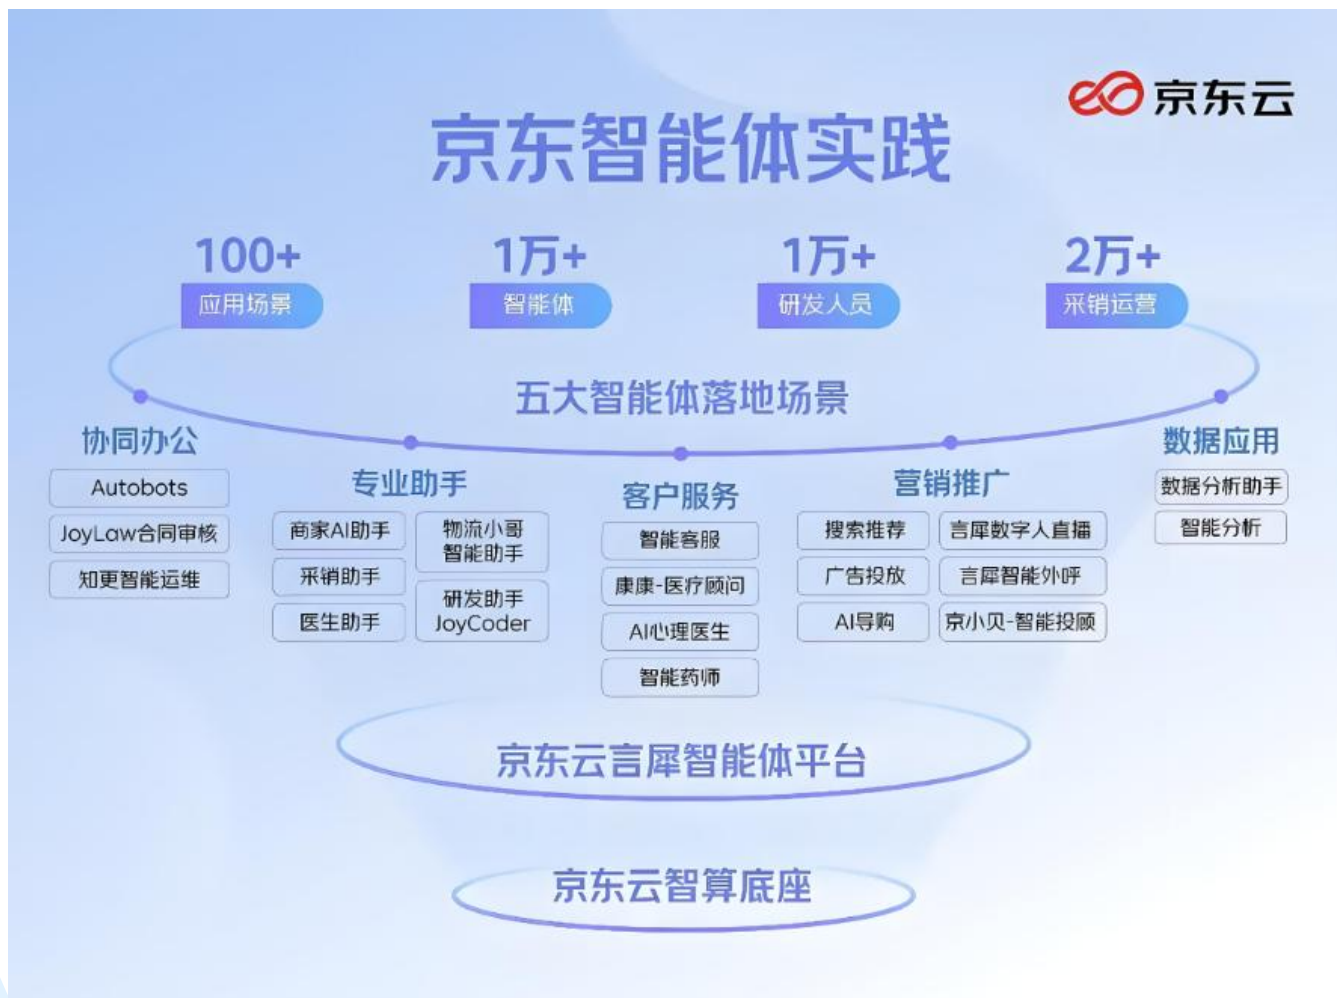 京东云
京东智能体实践
100+
应用场景
1万+
智能体
1万+
研发人员
2万+
采销运营
五大智能体落地场景
协同办公
Autobots
JoyLaw合同审核
知更智能运维
专业助手
商家AI助手
采销助手
医生助手
物流小哥
智能助手
研发助手
JoyCoder
客户服务
智能客服
康康-医疗顾问
AI心理医生
智能药师
营销推广
搜索推荐
广告投放
AI导购
言犀数字人直播
言犀智能外呼
京小贝-智能投顾
数据应用
数据分析助手
智能分析
京东云言犀智能体平台
京东云智算底座